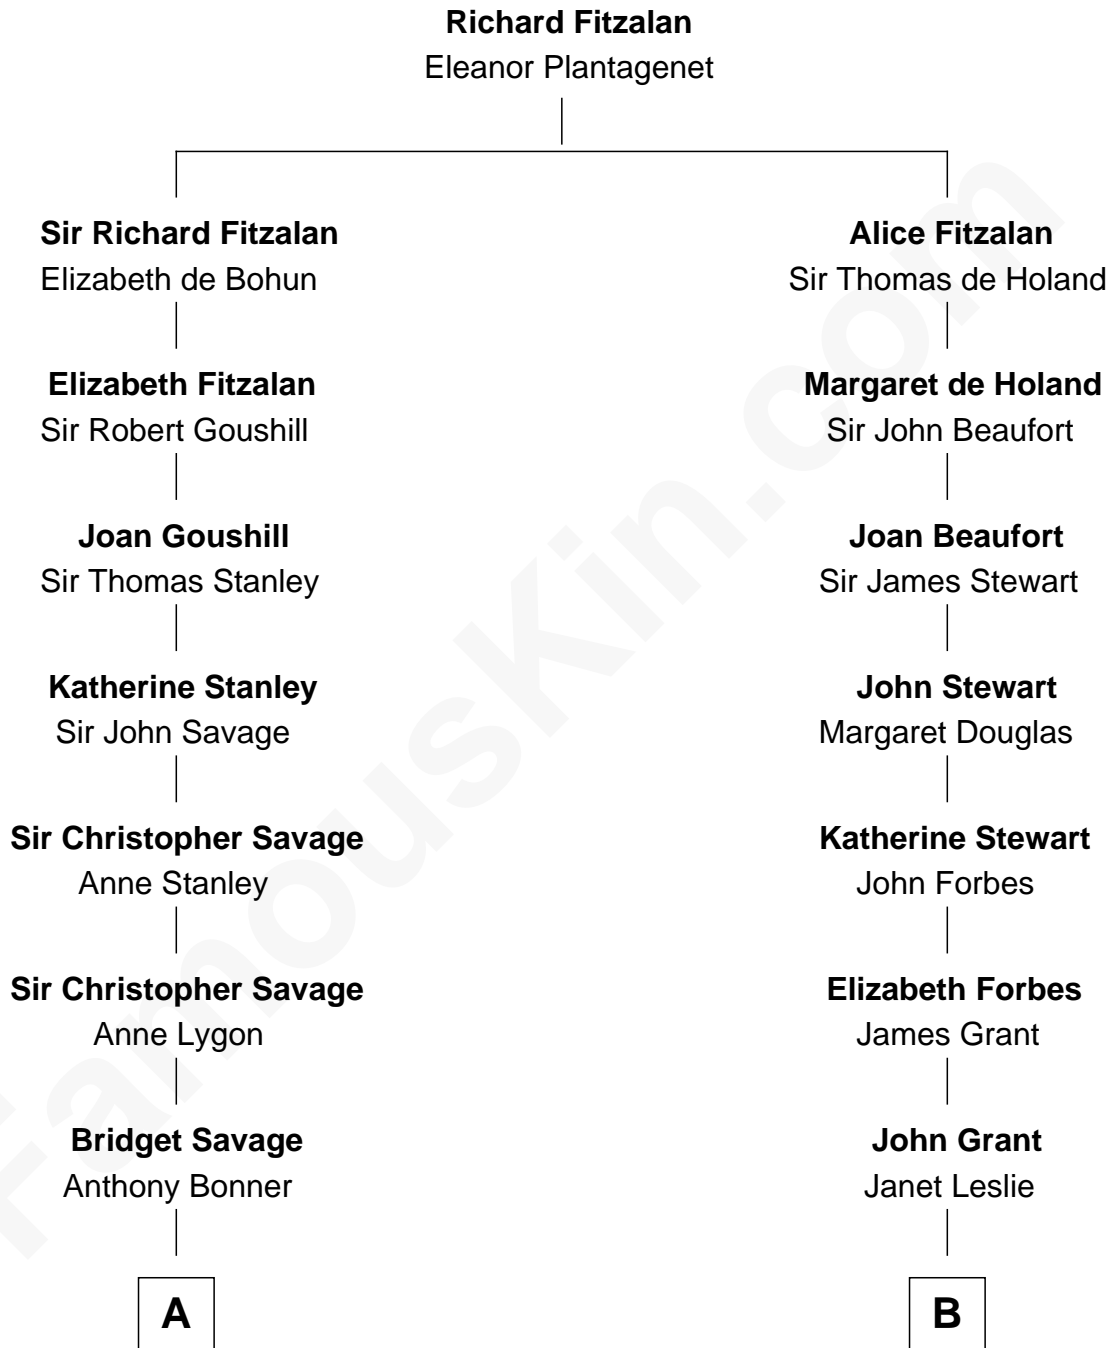 Richard Fitzalan
Eleanor Plantagenet
Sir Richard Fitzalan
Elizabeth de Bohun
Alice Fitzalan
Sir Thomas de Holand
Elizabeth Fitzalan
Sir Robert Goushill
Margaret de Holand
Sir John Beaufort
Joan Goushill
Sir Thomas Stanley
Joan Beaufort
Sir James Stewart
Katherine Stanley
Sir John Savage
John Stewart
Margaret Douglas
Sir Christopher Savage
Anne Stanley
Katherine Stewart
John Forbes
Sir Christopher Savage
Anne Lygon
Elizabeth Forbes
James Grant
Bridget Savage
Anthony Bonner
John Grant
Janet Leslie
A
B
FamousKin.com